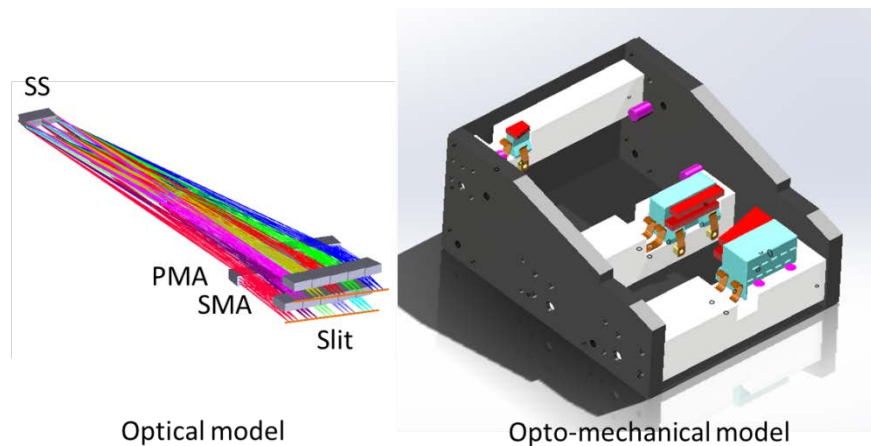 SS
PMA
SMA
Slit
Optical model
Opto-mechanical model